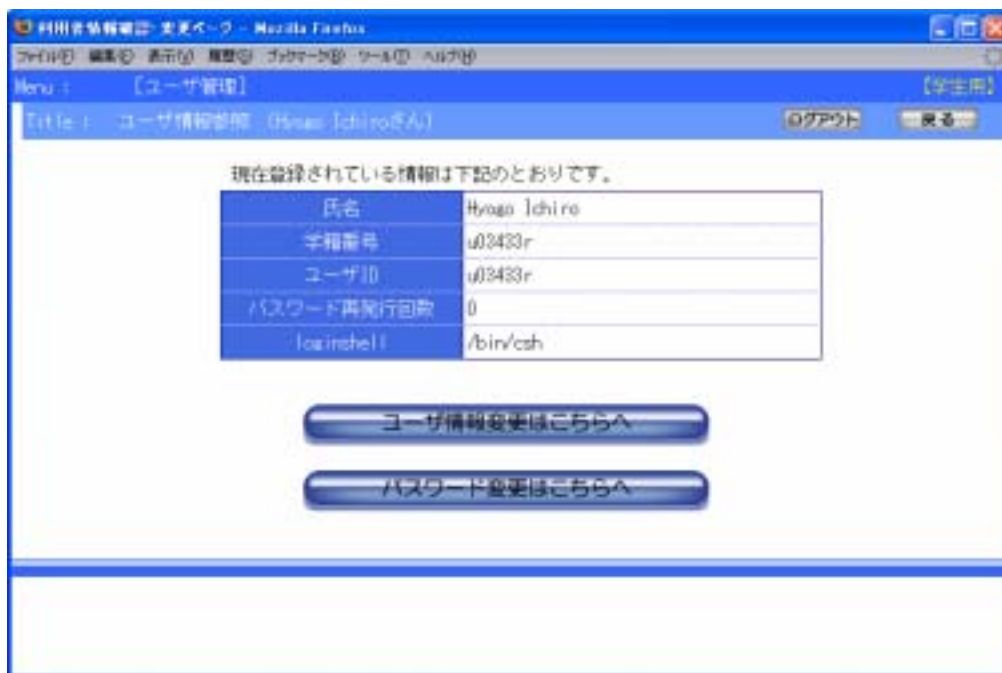 利用者情報確認・変更ページ - Mozilla Firefox
ファイル(F) 編集(E) 表示(V) 履歴(S) ブックマーク(B) ツール(T) ヘルプ(H)
Menu : [ユーザ管理] 【学生用】
Title : ユーザ情報参照 (Hyogo Ichiroさん) ログアウト 戻る
現在登録されている情報は下記のとおりです。
氏名 Hyogo Ichiro
学籍番号 u03433r
ユーザID u03433r
パスワード再発行回数 0
loginshell /bin/csh
ユーザ情報変更はこちらへ
パスワード変更はこちらへ